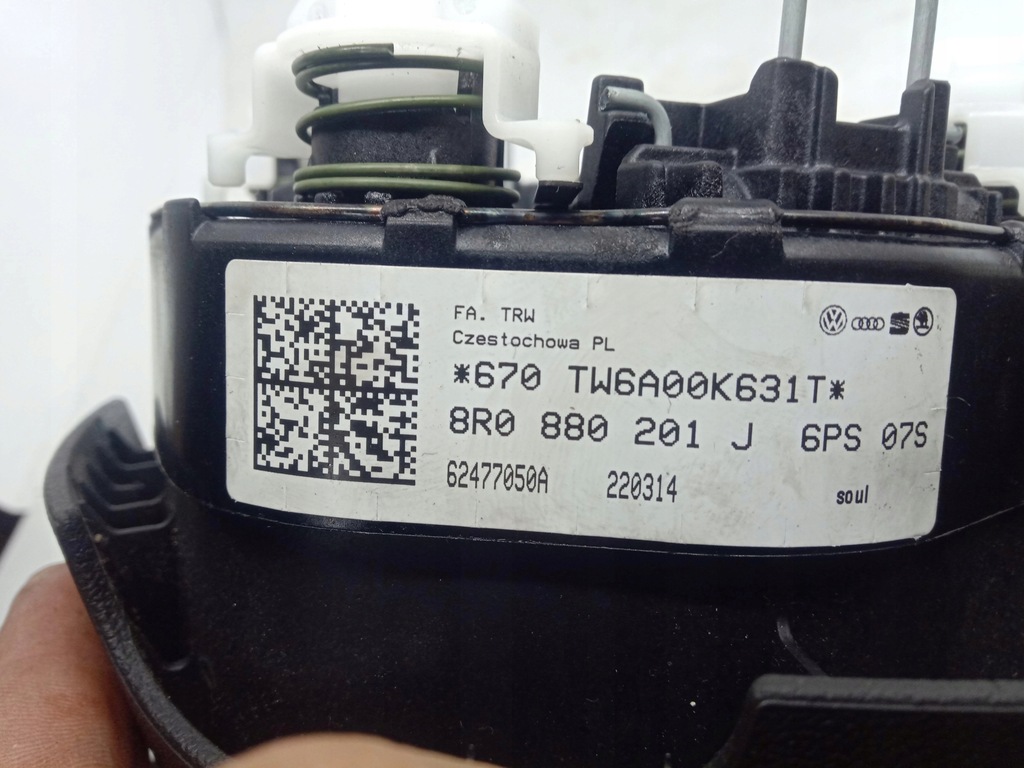 FA. TRW
Czestochowa PL
*670 TW6A00K631T*
8R0 880 201 J 6PS 07S
62477050A 220314 soul